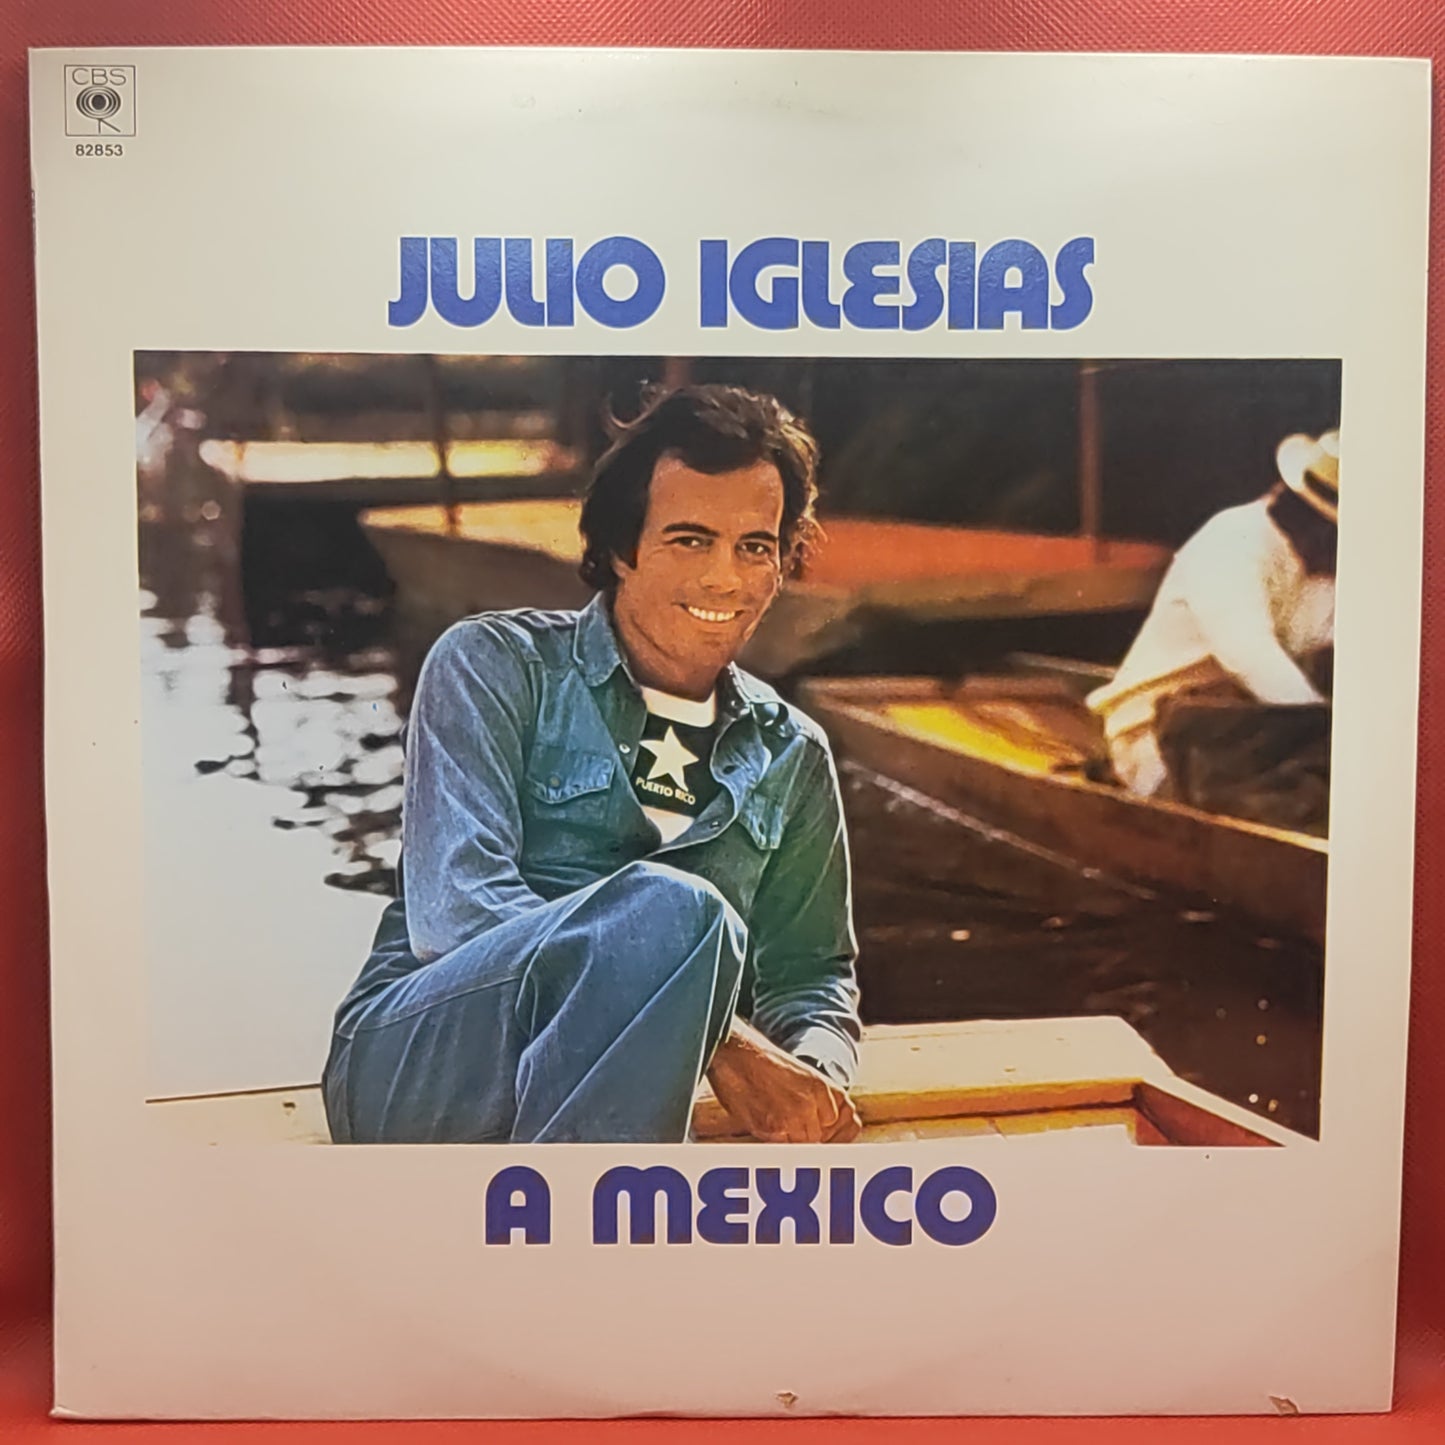 CBS
82853
JULIO IGLESIAS
PUERTO RICO
A MEXICO